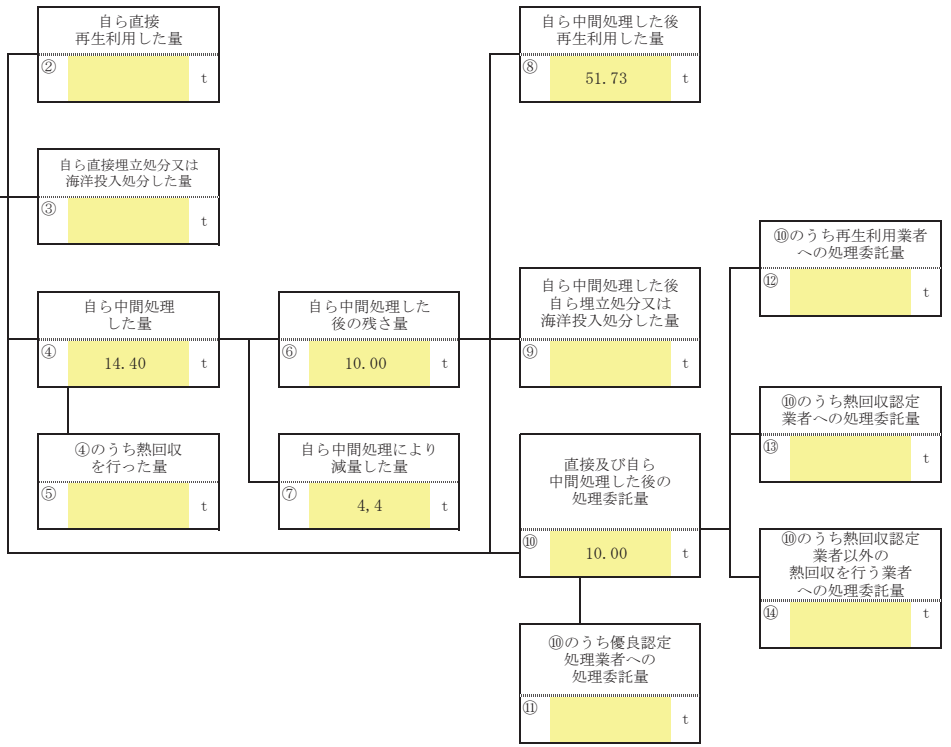 自ら直接
再生利用した量
②
t
自ら直接埋立処分又は
海洋投入処分した量
③
t
自ら中間処理
した量
④
14.40
t
④のうち熱回収
を行った量
⑤
t
自ら中間処理した
後の残さ量
⑥
10.00
t
自ら中間処理により
減量した量
⑦
4,4
t
自ら中間処理した後
再生利用した量
⑧
51.73
t
自ら中間処理した後
自ら埋立処分又は
海洋投入処分した量
⑨
t
直接及び自ら
中間処理した後の
処理委託量
⑩
10.00
t
⑩のうち優良認定
処理業者への
処理委託量
⑪
t
⑩のうち再生利用業者
への処理委託量
⑫
t
⑩のうち熱回収認定
業者への処理委託量
⑬
t
⑩のうち熱回収認定
業者以外の
熱回収を行う業者
への処理委託量
⑭
t